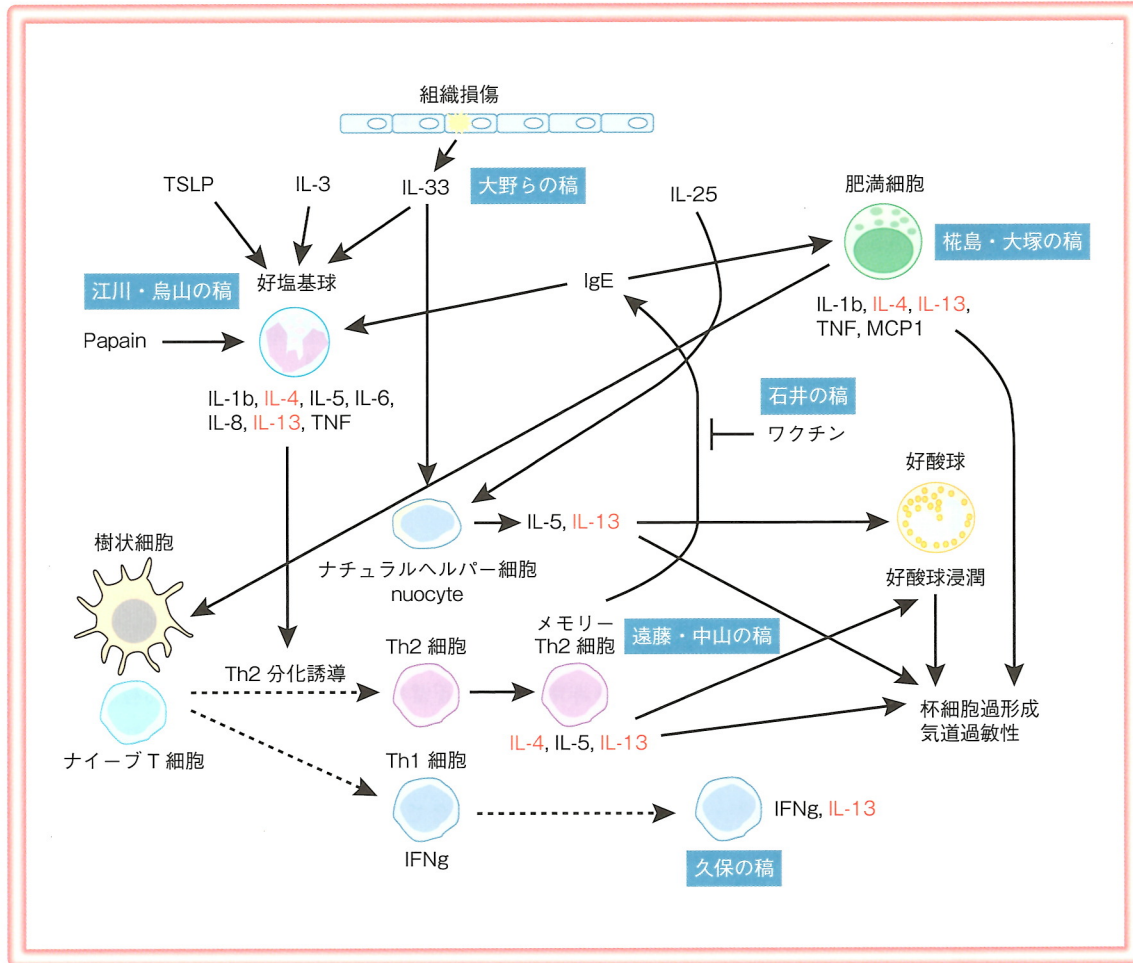 組織損傷
TSLP
IL-3
IL-33
大野らの稿
IL-25
肥満細胞
椛島・大塚の稿
江川・烏山の稿
好塩基球
IgE
Papain
IL-1b, IL-4, IL-13,
TNF, MCP1
IL-1b, IL-4, IL-5, IL-6,
IL-8, IL-13, TNF
石井の稿
ワクチン
好酸球
IL-5, IL-13
樹状細胞
ナチュラルヘルパー細胞
nuocyte
好酸球浸潤
メモリー
Th2 細胞
遠藤・中山の稿
Th2 細胞
Th2 分化誘導
杯細胞過形成
気道過敏性
IL-4, IL-5, IL-13
ナイーブ T 細胞
Th1 細胞
IFNg, IL-13
IFNg
久保の稿